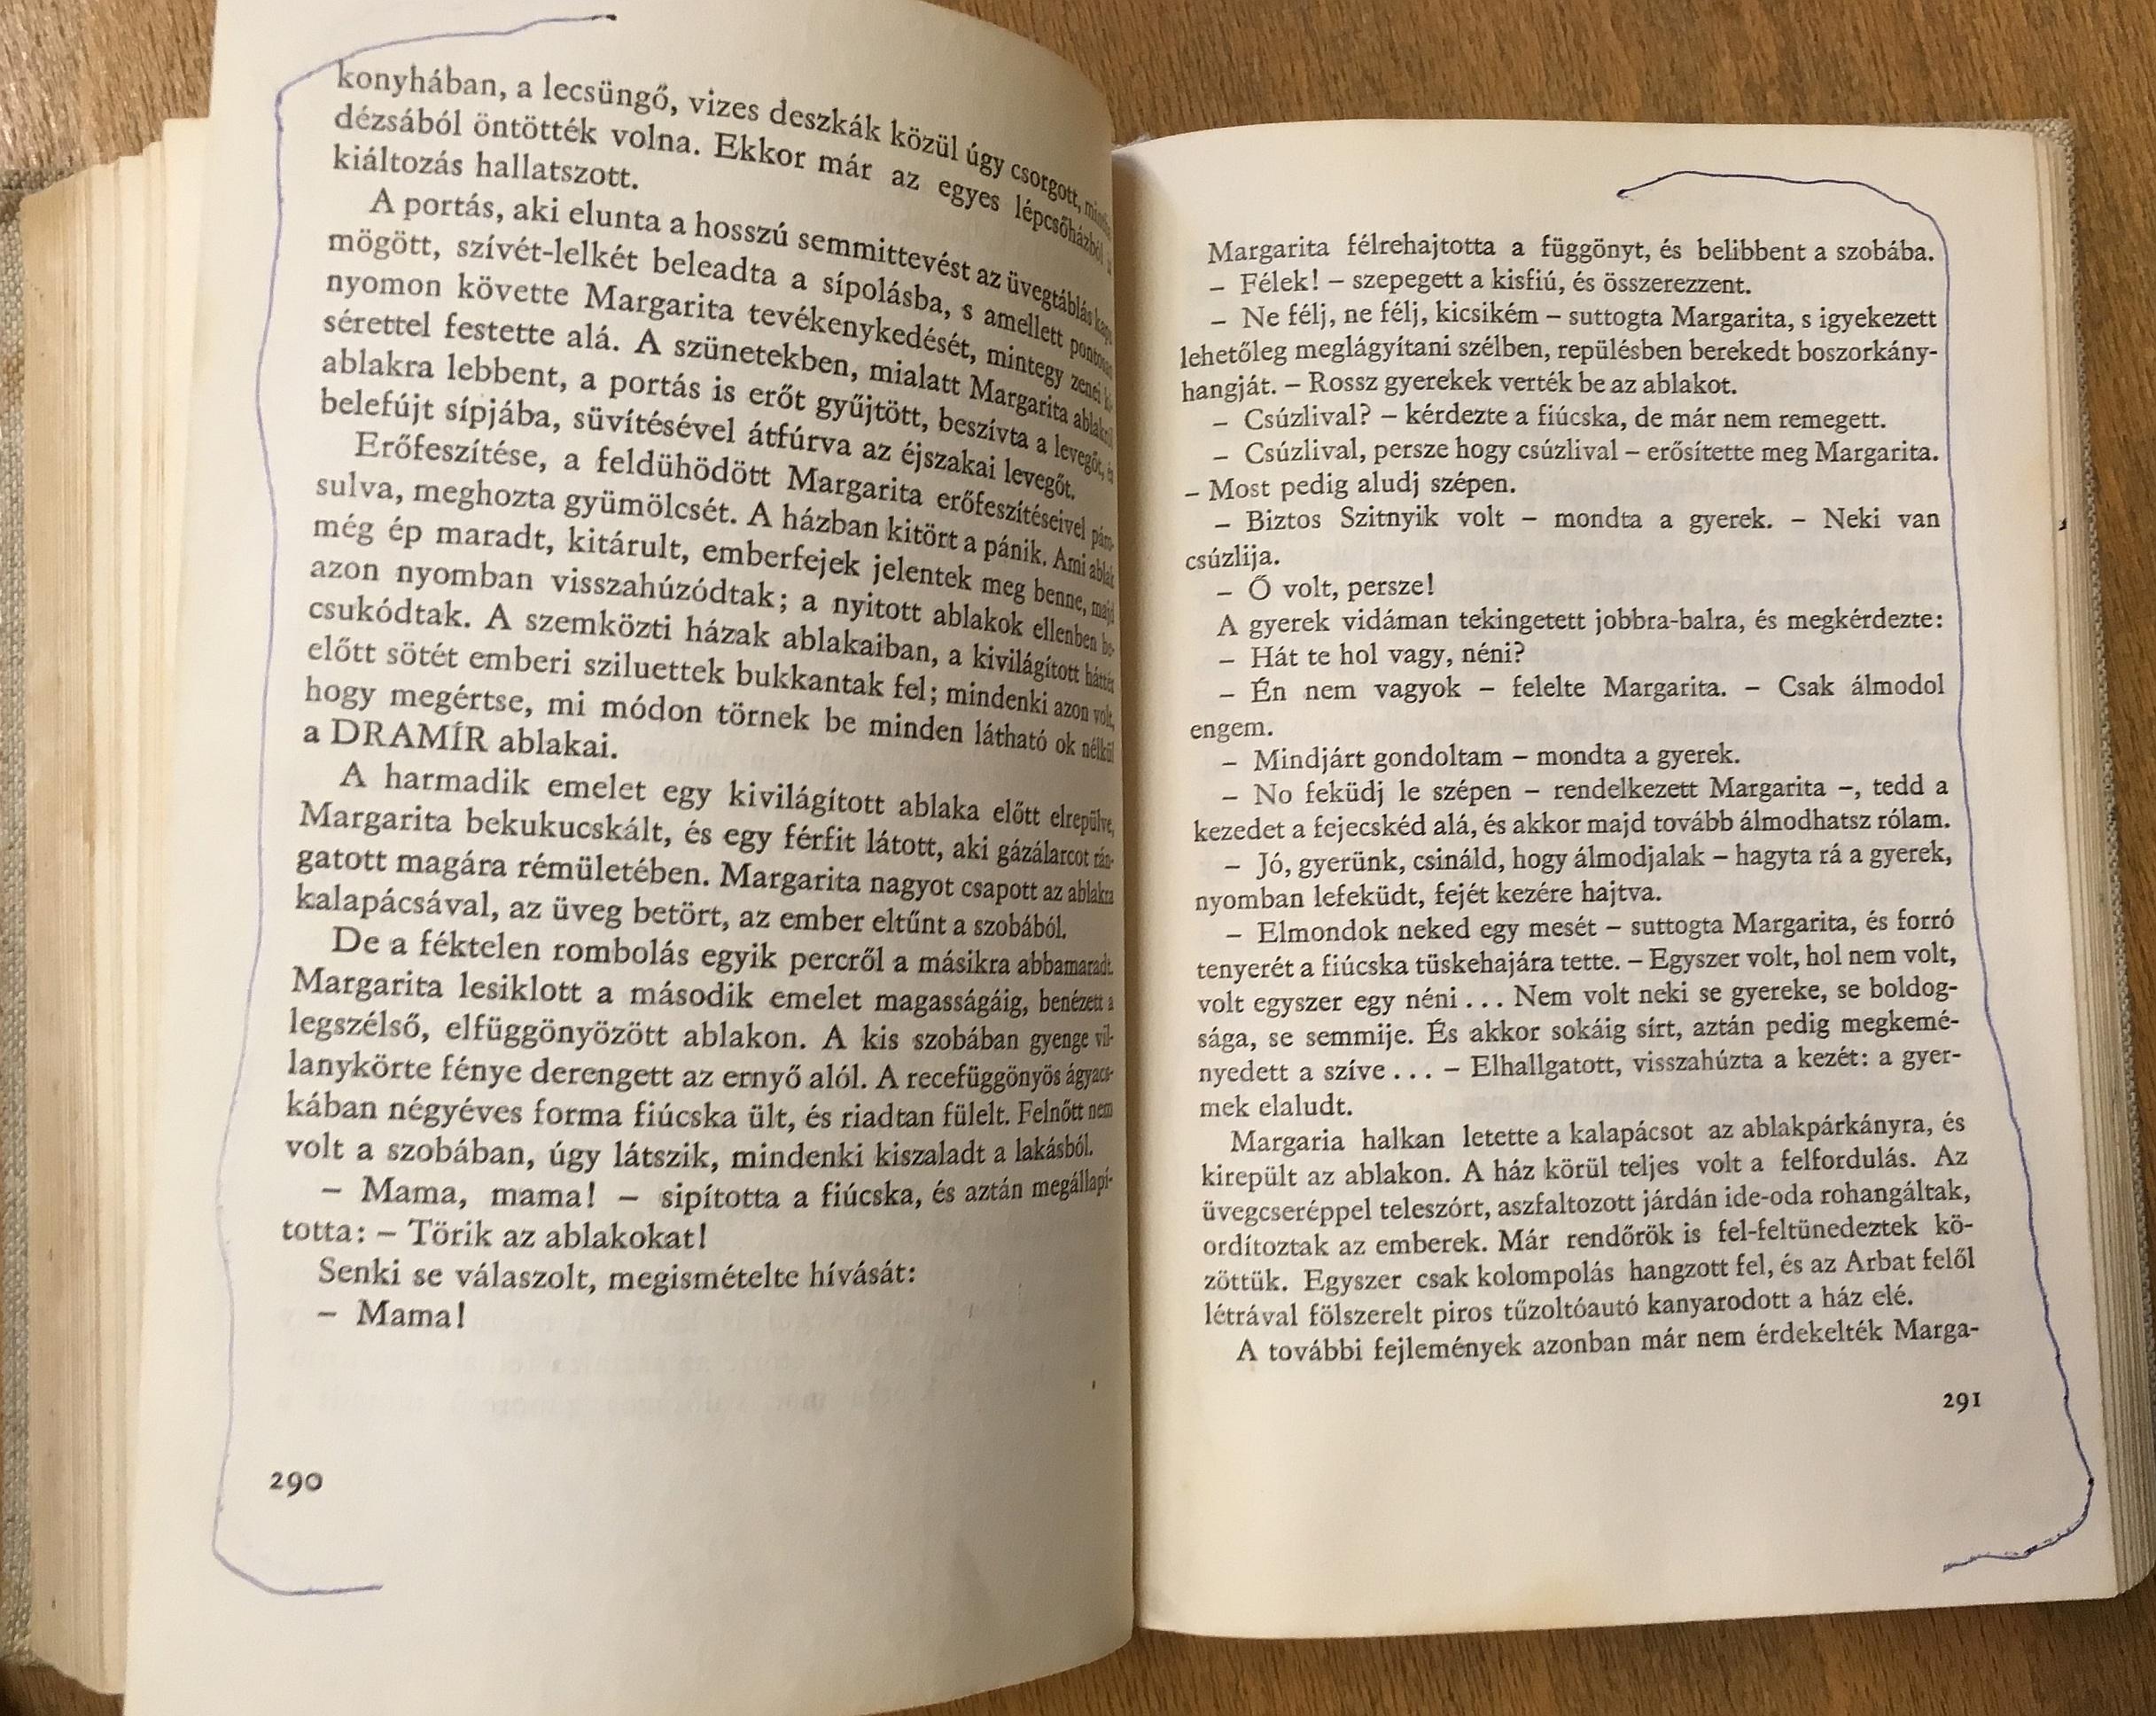 konyhában, a lecsüngő, vizes deszkák közül úgy csorgott, mintha
dézsából öntötték volna. Ekkor már az egyes lépcsőházból
kiáltozás hallatszott.
A portás, aki elunta a hosszú semmittevést az üvegtáblás kapu
mögött, szívét-lelkét beleadta a sípolásba, s amellett pontosan
nyomon követte Margarita tevékenykedését, mintegy zenei kí-
sérettel festette alá. A szünetekben, mialatt Margarita ablakról
ablakra lebbent, a portás is erőt gyűjtött, beszívta a levegőt, és
belefújt sípjába, süvítésével átfúrva az éjszakai levegőt.
Erőfeszítése, a feldühödött Margarita erőfeszítéseivel páro-
sulva, meghozta gyümölcsét. A házban kitört a pánik. Ami ablak
még ép maradt, kitárult, emberfejek jelentek meg benne, majd
azon nyomban visszahúzódtak; a nyitott ablakok ellenben be-
csukódtak. A szemközti házak ablakaiban, a kivilágított háttér
előtt sötét emberi sziluettek bukkantak fel; mindenki azon volt,
hogy megértse, mi módon törnek be minden látható ok nélkül
a DRAMÍR ablakai.
A harmadik emelet egy kivilágított ablaka előtt elrepülve,
Margarita bekukucskált, és egy férfit látott, aki gázálarcot rán-
gatott magára rémületében. Margarita nagyot csapott az ablakra
kalapácsával, az üveg betört, az ember eltűnt a szobából.
De a féktelen rombolás egyik percről a másikra abbamaradt.
Margarita lesiklott a második emelet magasságáig, benézett a
legszélső, elfüggönyözött ablakon. A kis szobában gyenge vil-
lanykörte fénye derengett az ernyő alól. A recefüggönyös ágyacs-
kában négyéves forma fiúcska ült, és riadtan fülelt. Felnőtt nem
volt a szobában, úgy látszik, mindenki kiszaladt a lakásból.
– Mama, mama! – sipította a fiúcska, és aztán megállapí-
totta: – Törik az ablakokat!
Senki se válaszolt, megismételte hívását:
– Mama!
290
Margarita félrehajtotta a függönyt, és belibbent a szobába.
– Félek! – szepegett a kisfiú, és összerezzent.
– Ne félj, ne félj, kicsikém – suttogta Margarita, s igyekezett
lehetőleg meglágyítani szélben, repülésben berekedt boszorkány-
hangját. – Rossz gyerekek verték be az ablakot.
– Csúzlival? – kérdezte a fiúcska, de már nem remegett.
– Csúzlival, persze hogy csúzlival – erősítette meg Margarita.
– Most pedig aludj szépen.
– Biztos Szitnyik volt – mondta a gyerek. – Neki van
csúzlija.
– Ő volt, persze!
A gyerek vidáman tekingetett jobbra-balra, és megkérdezte:
– Hát te hol vagy, néni?
– Én nem vagyok – felelte Margarita. – Csak álmodol
engem.
– Mindjárt gondoltam – mondta a gyerek.
– No feküdj le szépen – rendelkezett Margarita –, tedd a
kezedet a fejecskéd alá, és akkor majd tovább álmodhatsz rólam.
– Jó, gyerünk, csináld, hogy álmodjalak – hagyta rá a gyerek,
nyomban lefeküdt, fejét kezére hajtva.
– Elmondok neked egy mesét – suttogta Margarita, és forró
tenyerét a fiúcska tüskehajára tette. – Egyszer volt, hol nem volt,
volt egyszer egy néni . . . Nem volt neki se gyereke, se boldog-
sága, se semmije. És akkor sokáig sírt, aztán pedig megkemé-
nyedett a szíve . . . – Elhallgatott, visszahúzta a kezét: a gyer-
mek elaludt.
Margaria halkan letette a kalapácsot az ablakpárkányra, és
kirepült az ablakon. A ház körül teljes volt a felfordulás. Az
üvegcseréppel teleszórt, aszfaltozott járdán ide-oda rohangáltak,
ordítoztak az emberek. Már rendőrök is fel-feltünedeztek kö-
zöttük. Egyszer csak kolompolás hangzott fel, és az Arbat felől
létrával fölszerelt piros tűzoltóautó kanyarodott a ház elé.
A további fejlemények azonban már nem érdekelték Marga-
291